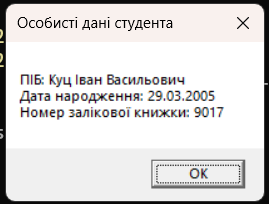 Особисті дані студента
ПІБ: Куц Іван Васильович
Дата народження: 29.03.2005
Номер залікової книжки: 9017
OK